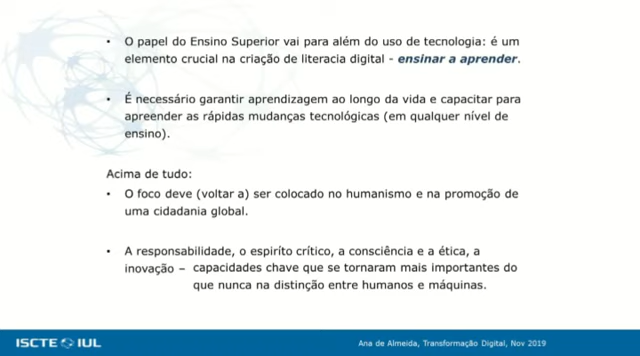 • O papel do Ensino Superior vai para além do uso de tecnologia: é um
elemento crucial na criação de literacia digital - ensinar a aprender.
• É necessário garantir aprendizagem ao longo da vida e capacitar para
apreender as rápidas mudanças tecnológicas (em qualquer nível de
ensino).
Acima de tudo:
• O foco deve (voltar a) ser colocado no humanismo e na promoção de
uma cidadania global.
• A responsabilidade, o espiríto crítico, a consciência e a ética, a
inovação – capacidades chave que se tornaram mais importantes do
que nunca na distinção entre humanos e máquinas.
ISCTE IUL
Ana de Almeida, Transformação Digital, Nov 2019